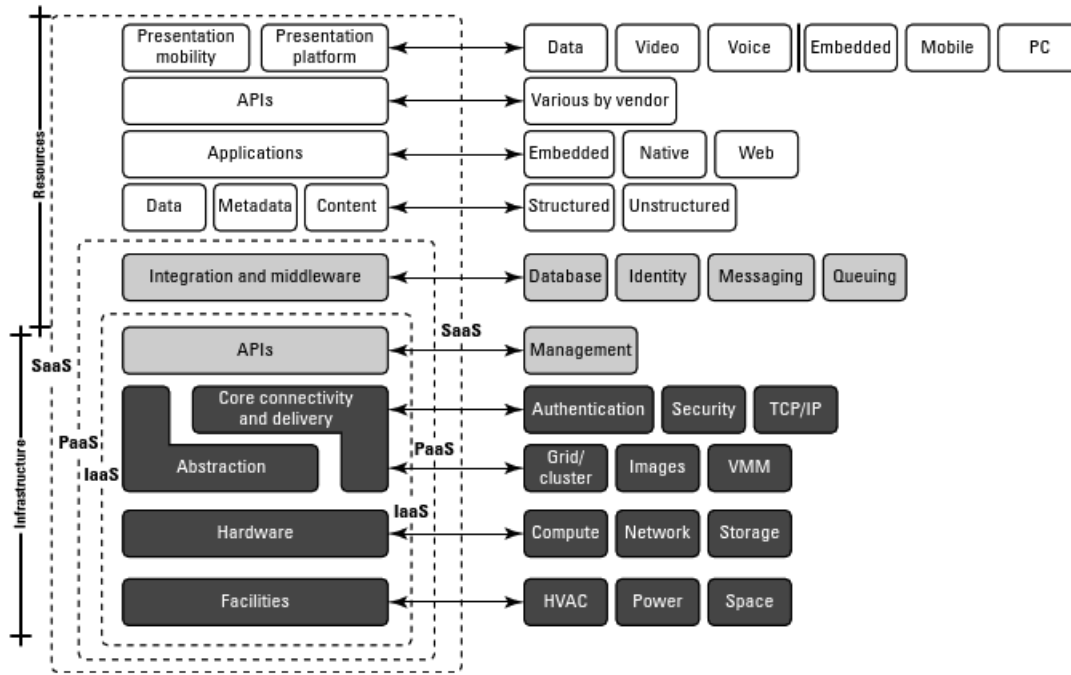 Presentation mobility
Presentation platform
Data
Video
Voice
Embedded
Mobile
PC
APIs
Various by vendor
Applications
Embedded
Native
Web
Resources
Data
Metadata
Content
Structured
Unstructured
Integration and middleware
Database
Identity
Messaging
Queuing
SaaS
APIs
Management
SaaS
Core connectivity
and delivery
Authentication
Security
TCP/IP
PaaS
PaaS
IaaS
Abstraction
Grid/
cluster
Images
VMM
Infrastructure
IaaS
Hardware
Compute
Network
Storage
Facilities
HVAC
Power
Space